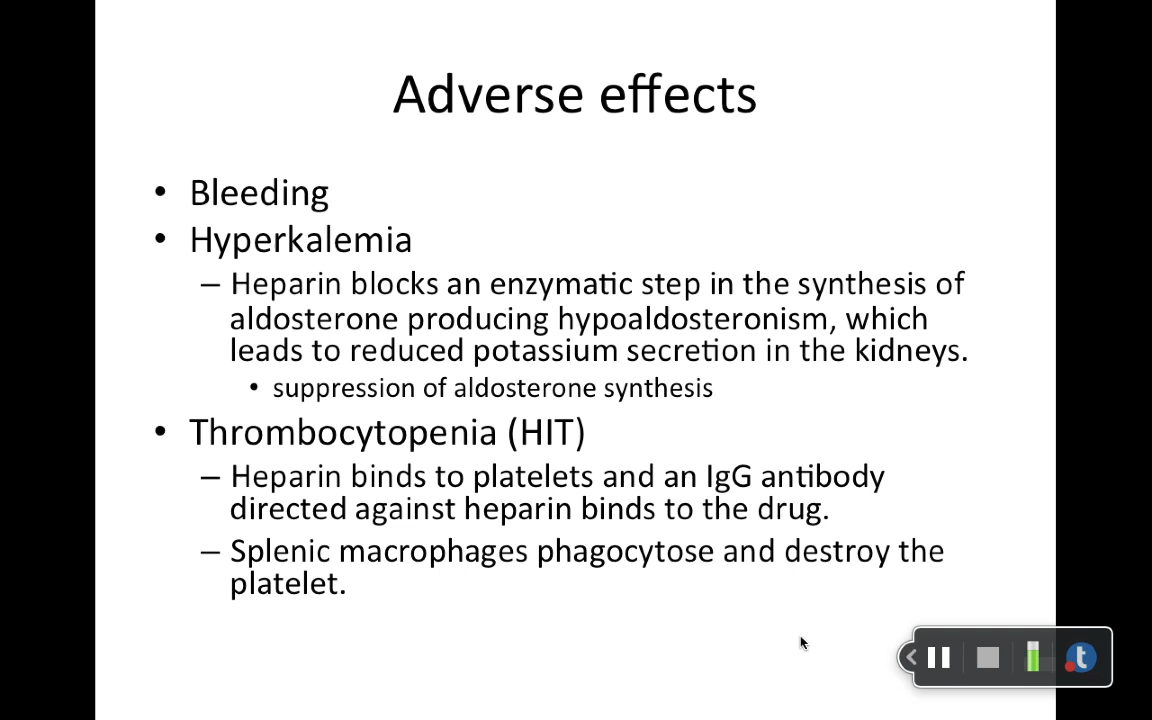 Adverse effects
• Bleeding
• Hyperkalemia
– Heparin blocks an enzymatic step in the synthesis of
aldosterone producing hypoaldosteronism, which
leads to reduced potassium secretion in the kidneys.
• suppression of aldosterone synthesis
• Thrombocytopenia (HIT)
– Heparin binds to platelets and an IgG antibody
directed against heparin binds to the drug.
– Splenic macrophages phagocytose and destroy the
platelet.
t